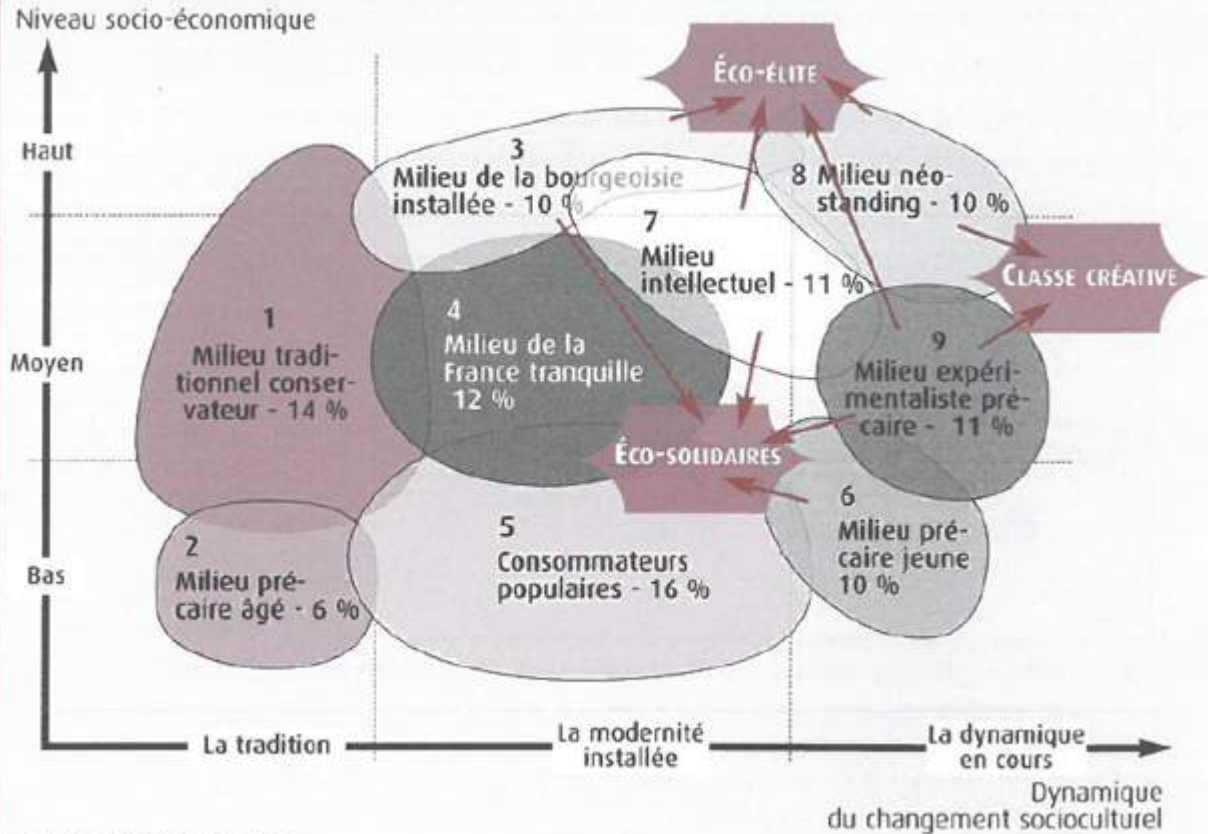 Niveau socio-économique
Haut
Moyen
Bas
ÉCO-ÉLITE
3
Milieu de la bourgeoisie
installée - 10 %
8 Milieu néo-
standing - 10 %
7
Milieu
intellectuel - 11 %
CLASSE CRÉATIVE
1
Milieu tradi-
tionnel conser-
vateur - 14 %
4
Milieu de la
France tranquille
12 %
9
Milieu expéri-
mentaliste pré-
caire - 11 %
ÉCO-SOLIDAIRES
2
Milieu pré-
caire âgé - 6 %
5
Consommateurs
populaires - 16 %
6
Milieu pré-
caire jeune
10 %
La tradition
La modernité
installée
La dynamique
en cours
Dynamique
du changement socioculturel